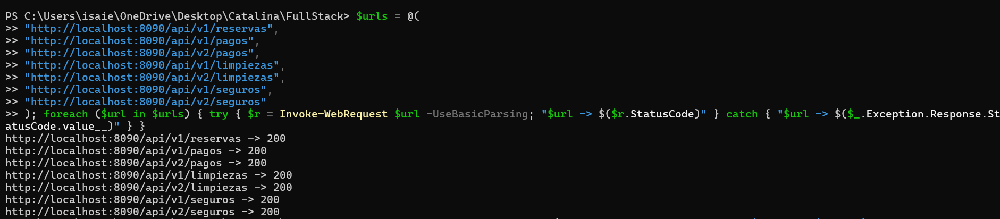 PS C:\Users\isaie\OneDrive\Desktop\Catalina\FullStack> $urls = @(
>> "http://localhost:8090/api/v1/reservas",
>> "http://localhost:8090/api/v1/pagos",
>> "http://localhost:8090/api/v2/pagos",
>> "http://localhost:8090/api/v1/limpiezas",
>> "http://localhost:8090/api/v2/limpiezas",
>> "http://localhost:8090/api/v1/seguros",
>> "http://localhost:8090/api/v2/seguros"
>> ); foreach ($url in $urls) { try { $r = Invoke-WebRequest $url -UseBasicParsing; "$url -> $($r.StatusCode)" } catch { "$url -> $($_.Exception.Response.St
atusCode.value__)" } }
http://localhost:8090/api/v1/reservas -> 200
http://localhost:8090/api/v1/pagos -> 200
http://localhost:8090/api/v2/pagos -> 200
http://localhost:8090/api/v1/limpiezas -> 200
http://localhost:8090/api/v2/limpiezas -> 200
http://localhost:8090/api/v1/seguros -> 200
http://localhost:8090/api/v2/seguros -> 200